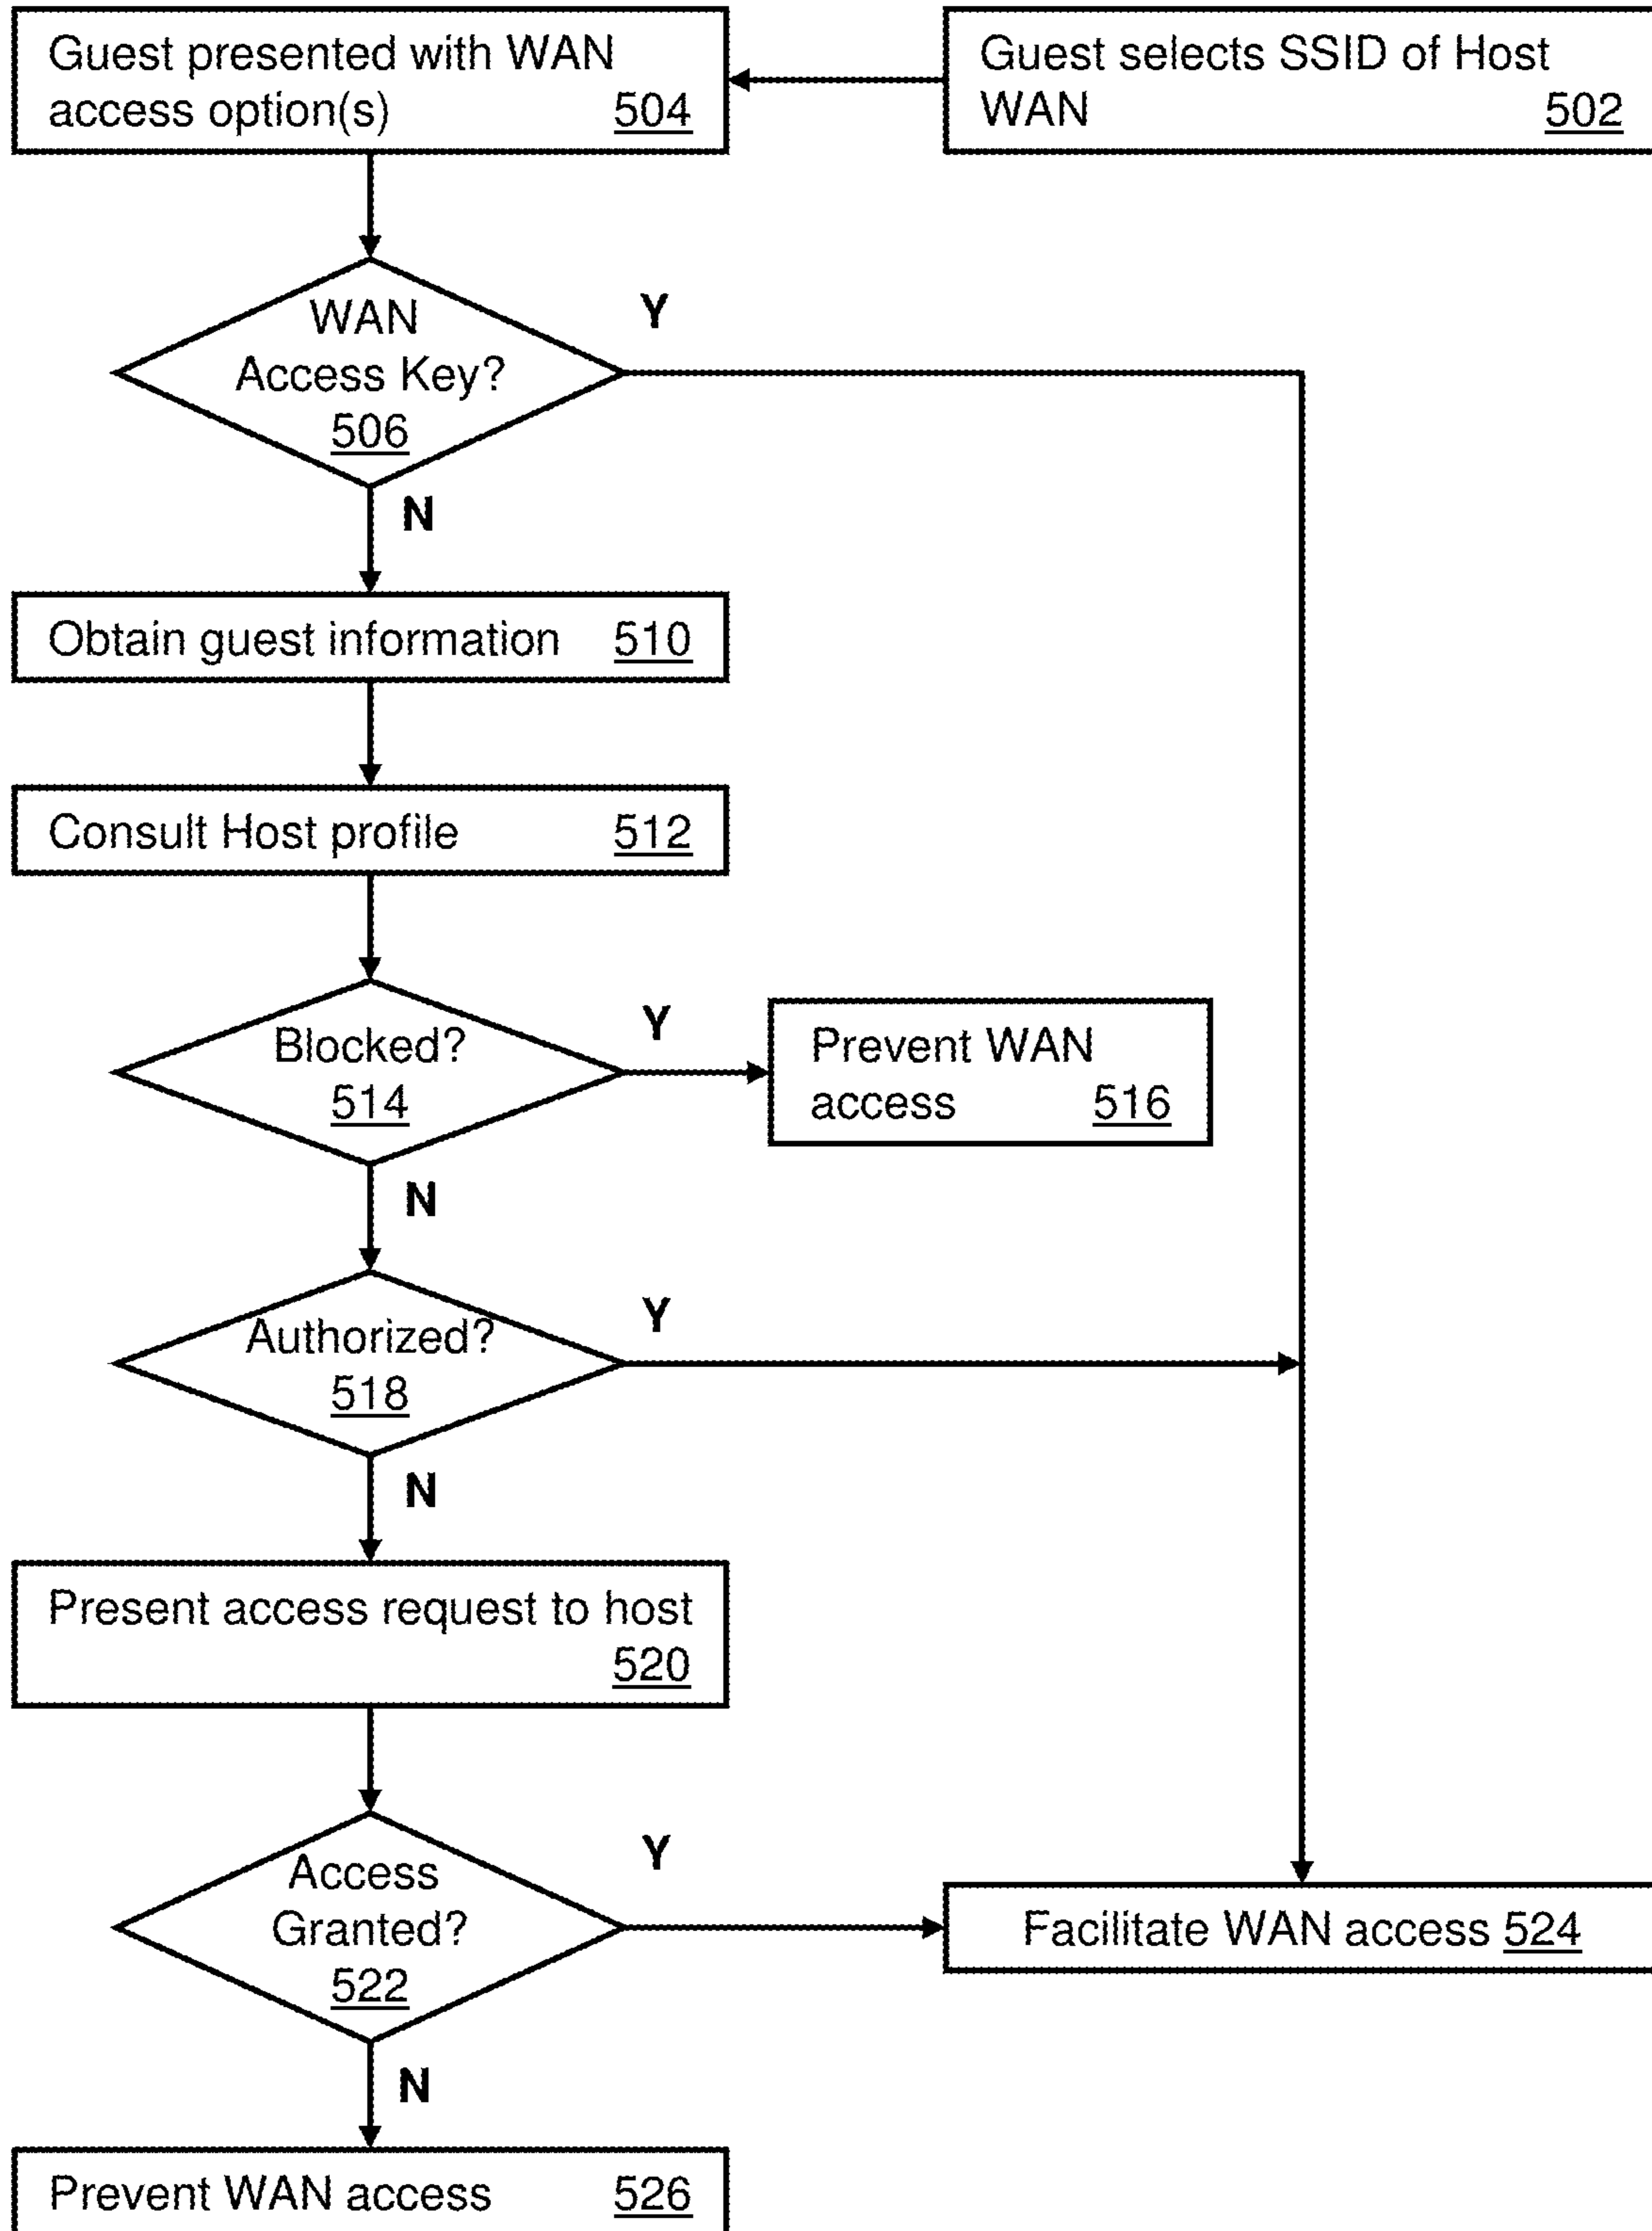 Guest presented with WAN
access option(s) 504
Guest selects SSID of Host
WAN 502
WAN
Access Key?
506
Y
N
Obtain guest information 510
Consult Host profile 512
Blocked?
514
Y
Prevent WAN
access 516
N
Authorized?
518
Y
N
Present access request to host
520
Access
Granted?
522
Y
Facilitate WAN access 524
N
Prevent WAN access 526